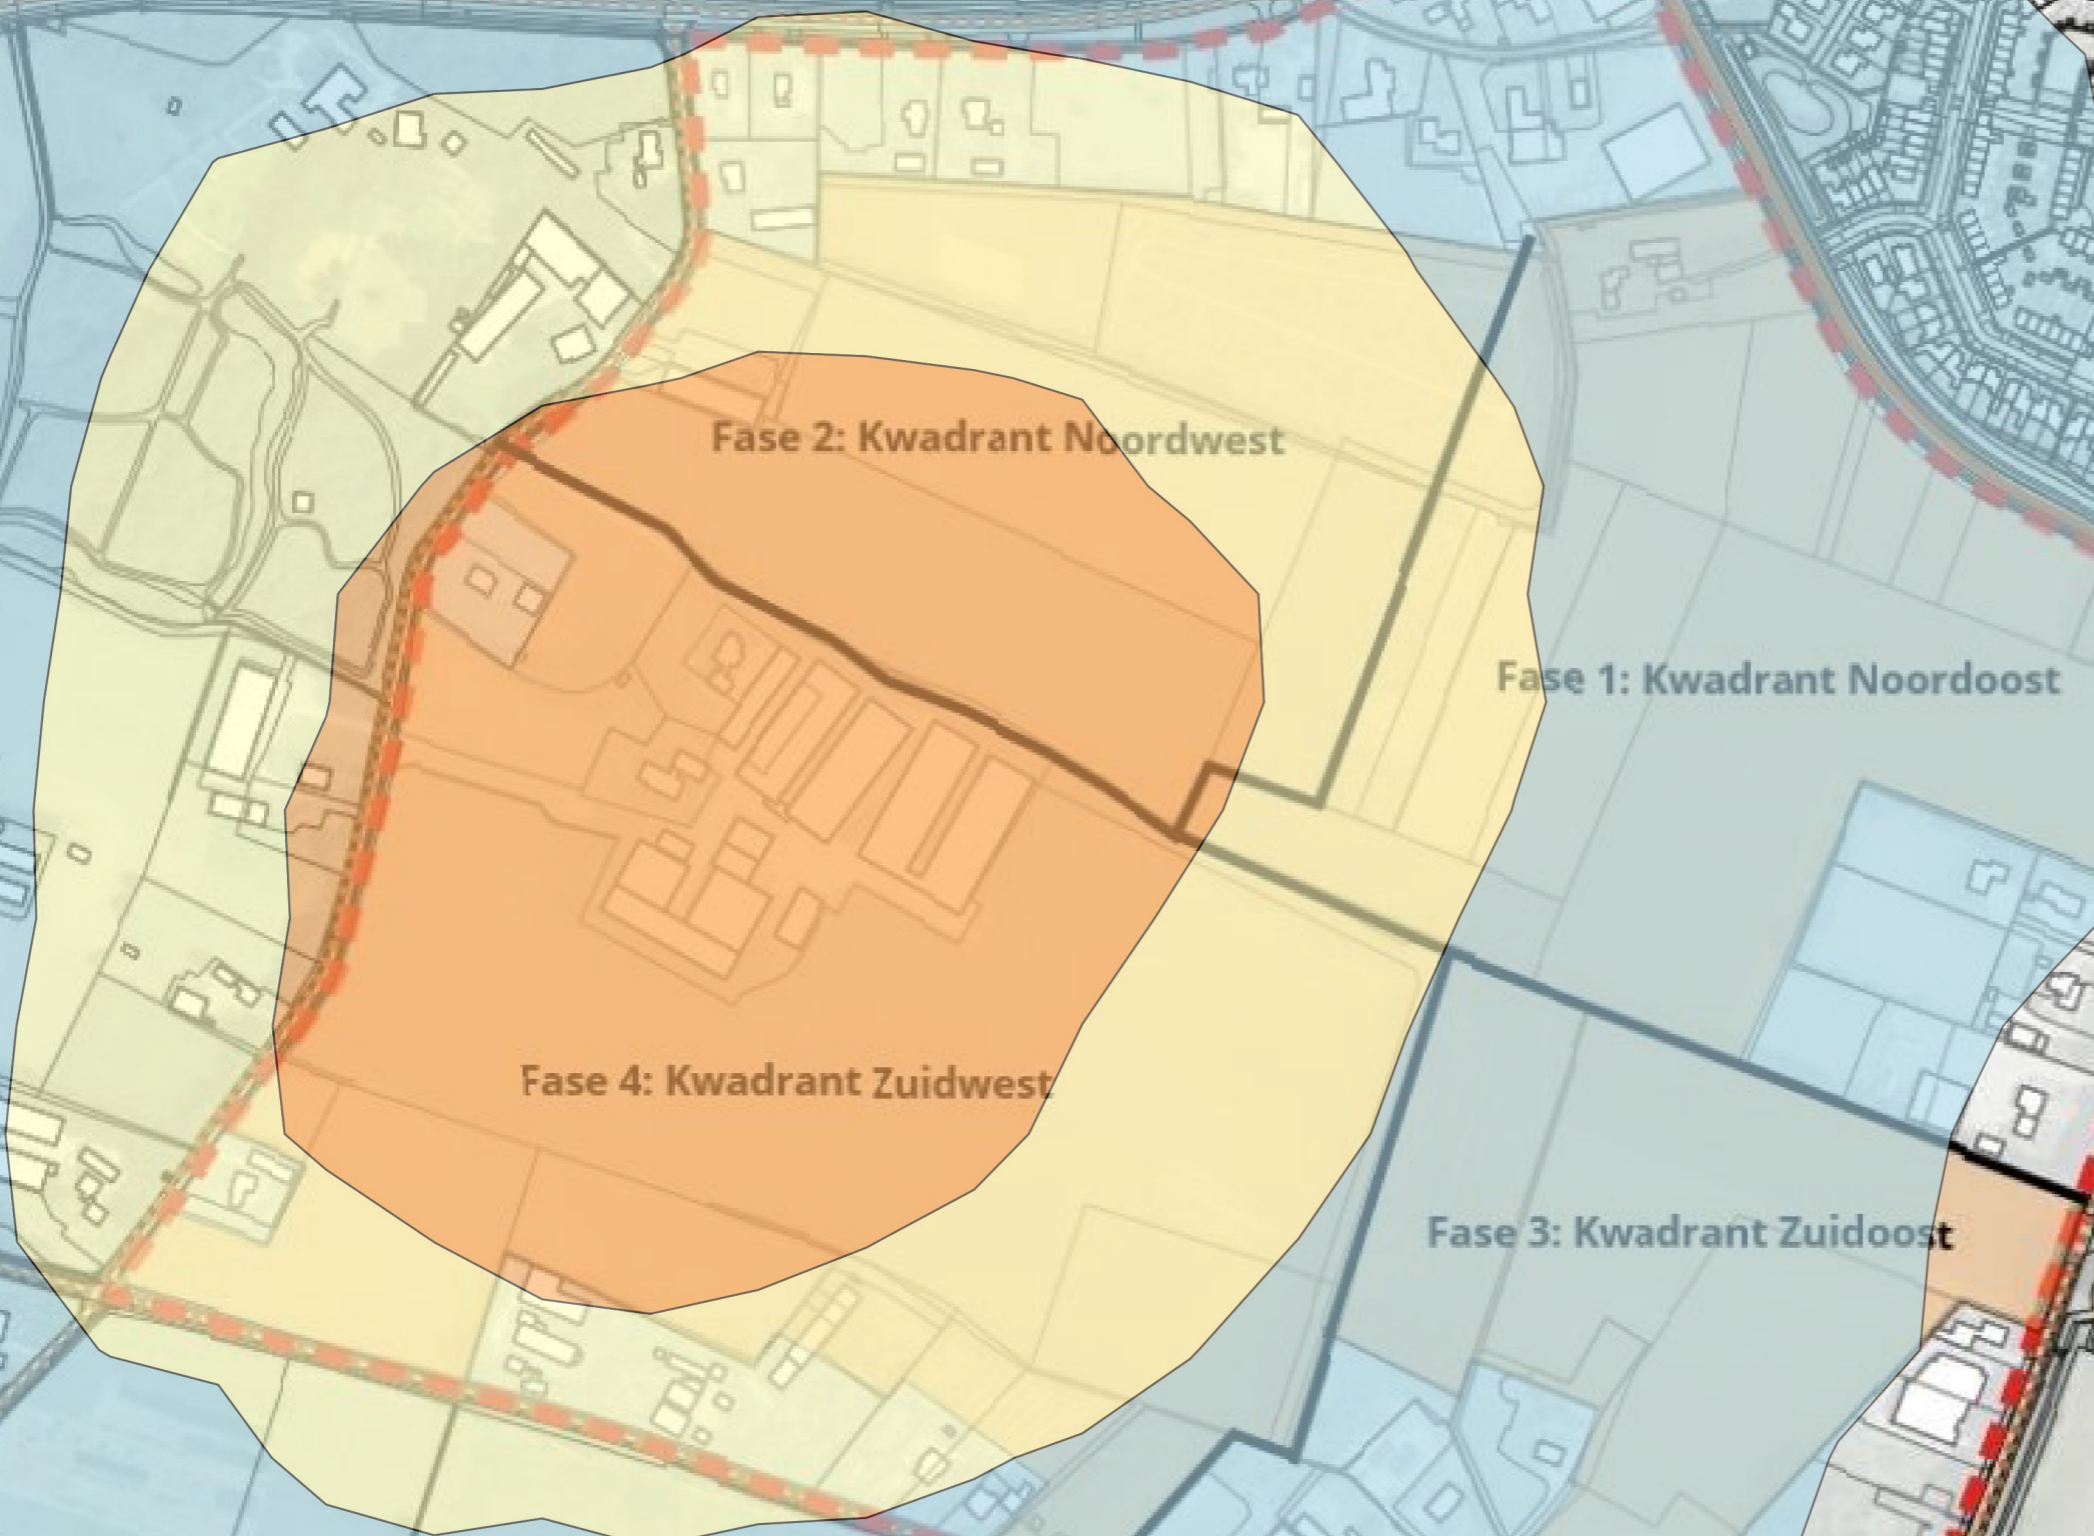 Fase 2: Kwadrant Noordwest
Fase 1: Kwadrant Noordoost
Fase 4: Kwadrant Zuidwest
Fase 3: Kwadrant Zuidoost